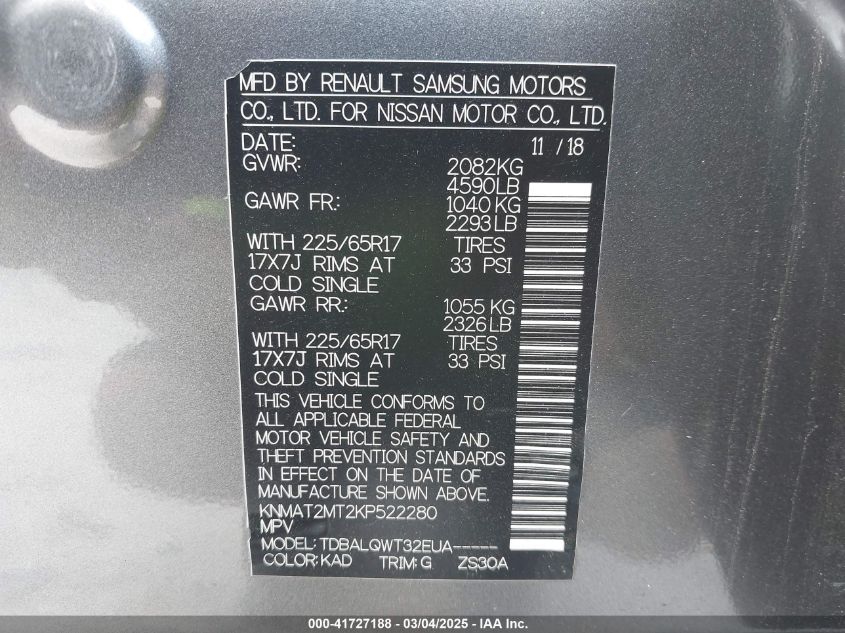 MFD BY RENAULT SAMSUNG MOTORS
CO., LTD. FOR NISSAN MOTOR CO., LTD.
DATE: 11 / 18
GVWR: 2082KG
4590LB
GAWR FR.: 1040 KG
2293 LB
WITH 225/65R17 TIRES
17X7J RIMS AT 33 PSI
COLD SINGLE
GAWR RR.: 1055 KG
2326 LB
WITH 225/65R17 TIRES
17X7J RIMS AT 33 PSI
COLD SINGLE
THIS VEHICLE CONFORMS TO
ALL APPLICABLE FEDERAL
MOTOR VEHICLE SAFETY AND
THEFT PREVENTION STANDARDS
IN EFFECT ON THE DATE OF
MANUFACTURE SHOWN ABOVE.
KNMAT2MT2KP522280
MPV
MODEL: TDBALQWT32EUA-----
COLOR: KAD TRIM: G ZS30A
000-41727188 - 03/04/2025 - IAA Inc.